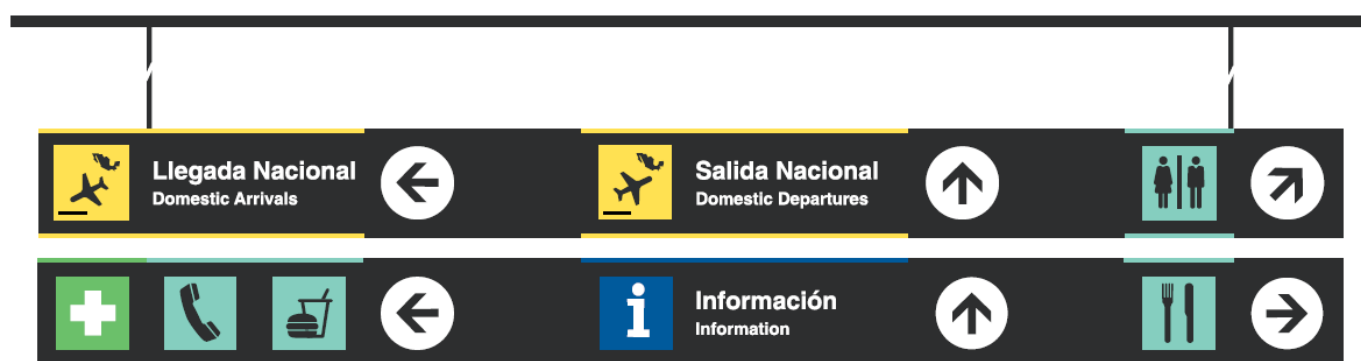 Llegada Nacional
Domestic Arrivals
Salida Nacional
Domestic Departures
Información
Information